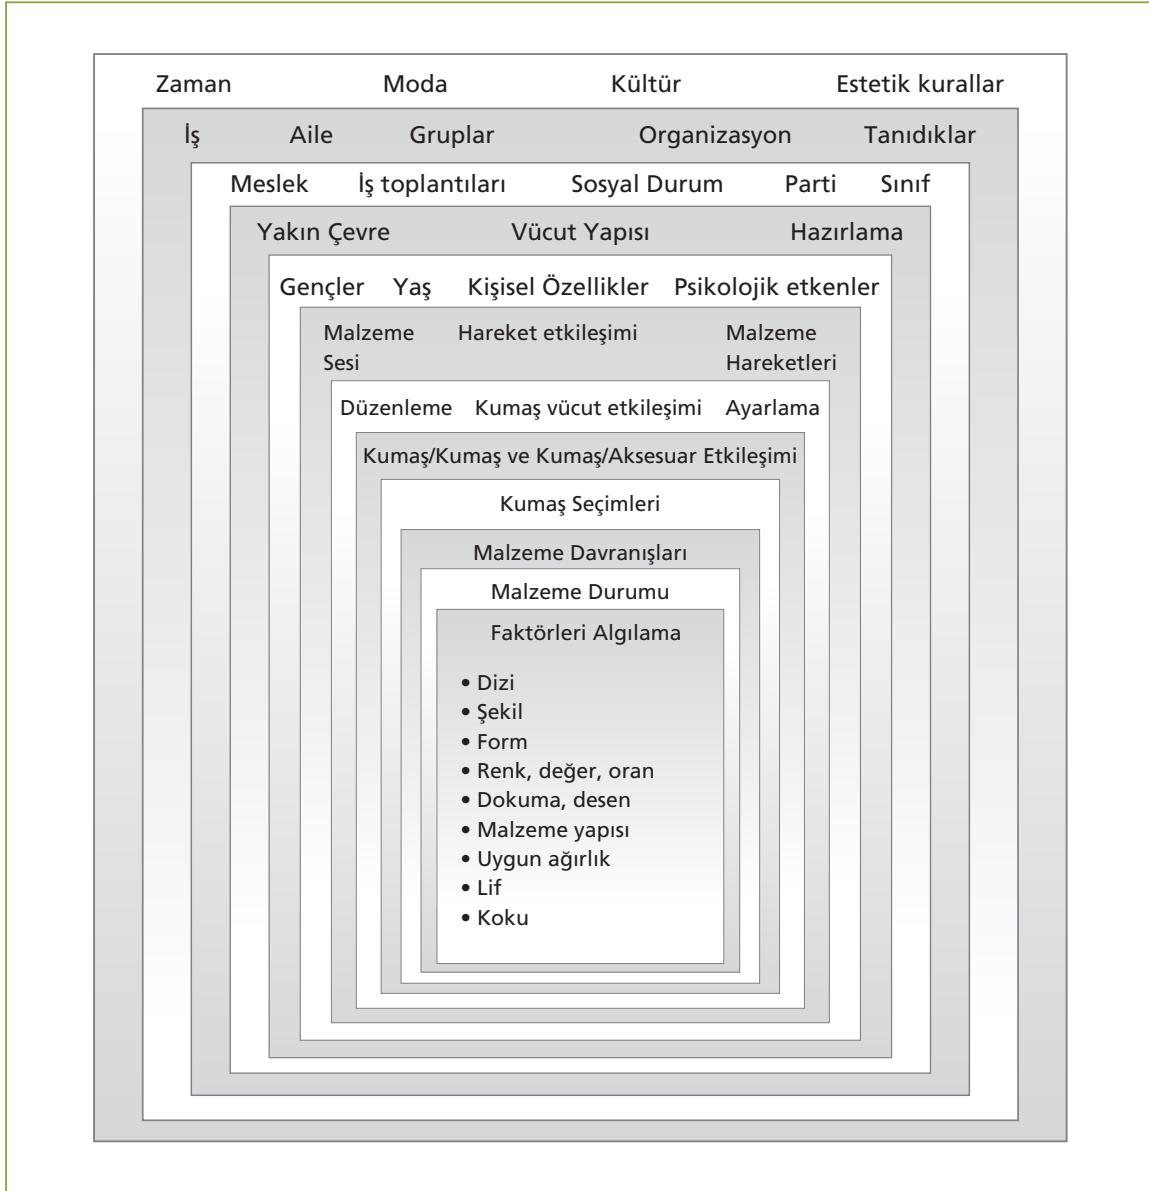 Zaman Moda Kültür Estetik kurallar
İş Aile Gruplar Organizasyon Tanıdıklar
Meslek İş toplantıları Sosyal Durum Parti Sınıf
Yakın Çevre Vücut Yapısı Hazırlama
Gençler Yaş Kişisel Özellikler Psikolojik etkenler
Malzeme Hareket etkileşimi Malzeme
Sesi Hareketleri
Düzenleme Kumaş vücut etkileşimi Ayarlama
Kumaş/Kumaş ve Kumaş/Aksesuar Etkileşimi
Kumaş Seçimleri
Malzeme Davranışları
Malzeme Durumu
Faktörleri Algılama
• Dizi
• Şekil
• Form
• Renk, değer, oran
• Dokuma, desen
• Malzeme yapısı
• Uygun ağırlık
• Lif
• Koku